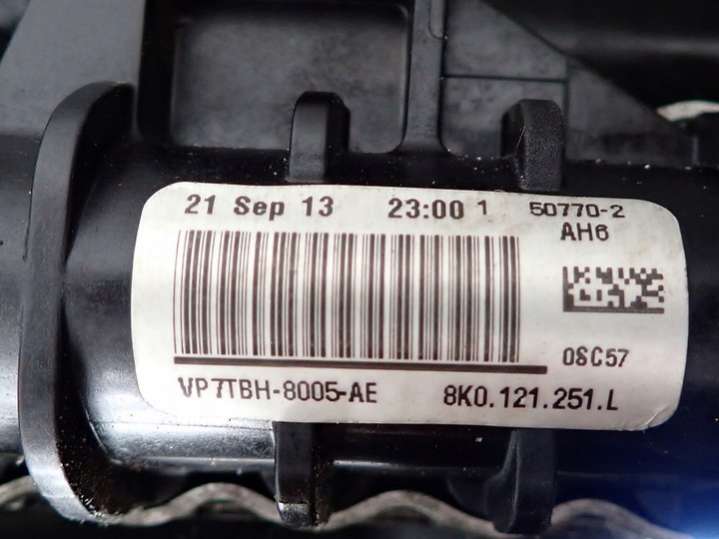 21 Sep 13 23:00 1 50770-2
AH6
0SC57
VP7TBH-8005-AE 8K0.121.251.L